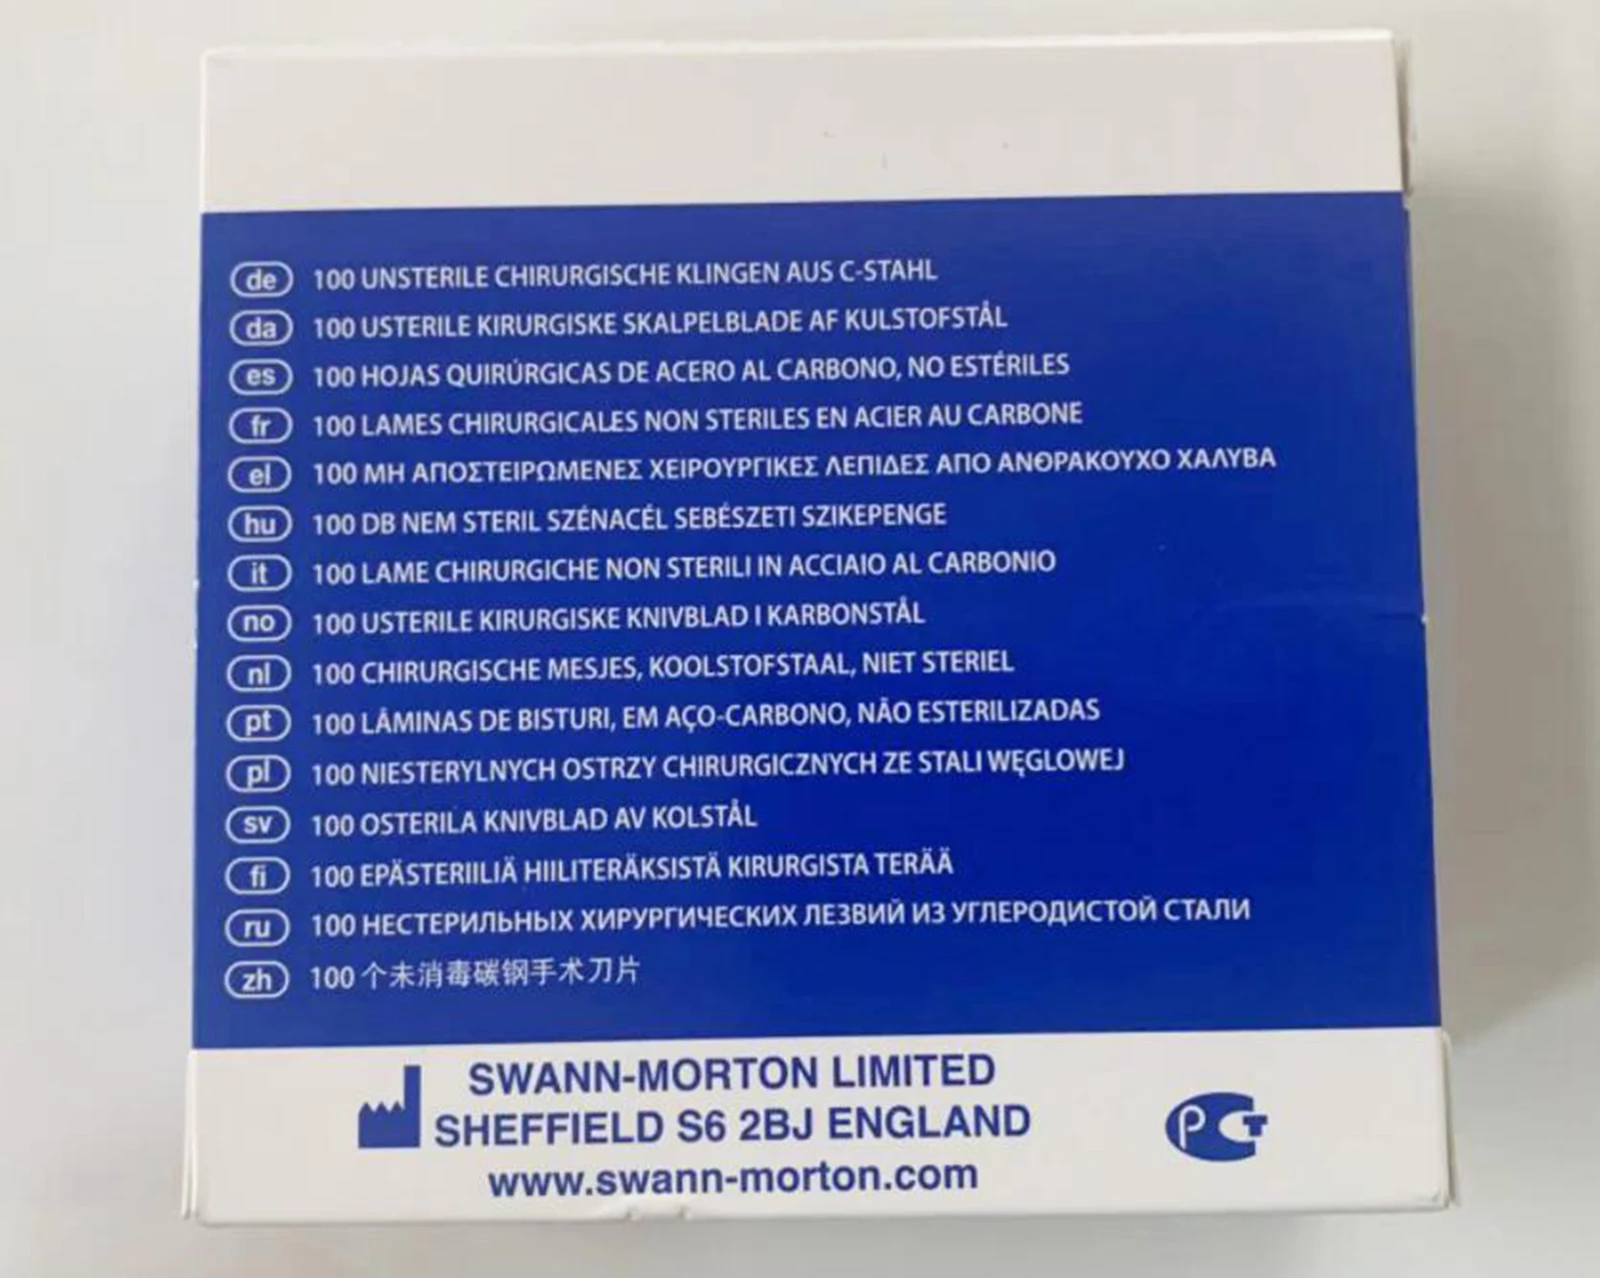 de 100 UNSTERILE CHIRURGISCHE KLINGEN AUS C-STAHL
da 100 USTERILE KIRURGISKE SKALPELBLADE AF KULSTOFSTÅL
es 100 HOJAS QUIRÚRGICAS DE ACERO AL CARBONO, NO ESTÉRILES
fr 100 LAMES CHIRURGICALES NON STERILES EN ACIER AU CARBONE
el 100 ΜΗ ΑΠΟΣΤΕΙΡΩΜΕΝΕΣ ΧΕΙΡΟΥΡΓΙΚΕΣ ΛΕΠΙΔΕΣ ΑΠΟ ΑΝΘΡΑΚΟΥΧΟ ΧΑΛΥΒΑ
hu 100 DB NEM STERIL SZÉNACÉL SEBÉSZETI SZIKEPENGE
it 100 LAME CHIRURGICHE NON STERILI IN ACCIAIO AL CARBONIO
no 100 USTERILE KIRURGISKE KNIVBLAD I KARBONSTÅL
nl 100 CHIRURGISCHE MESJES, KOOLSTOFSTAAL, NIET STERIEL
pt 100 LÂMINAS DE BISTURI, EM AÇO-CARBONO, NÃO ESTERILIZADAS
pl 100 NIESTERYLNYCH OSTRZY CHIRURGICZNYCH ZE STALI WĘGLOWEJ
sv 100 OSTERILA KNIVBLAD AV KOLSTÅL
fi 100 EPÄSTERIILIÄ HIILITERÄKSISTÄ KIRURGISTA TERÄÄ
ru 100 НЕСТЕРИЛЬНЫХ ХИРУРГИЧЕСКИХ ЛЕЗВИЙ ИЗ УГЛЕРОДИСТОЙ СТАЛИ
zh 100 个未消毒碳钢手术刀片
SWANN-MORTON LIMITED
SHEFFIELD S6 2BJ ENGLAND
www.swann-morton.com
РСТ